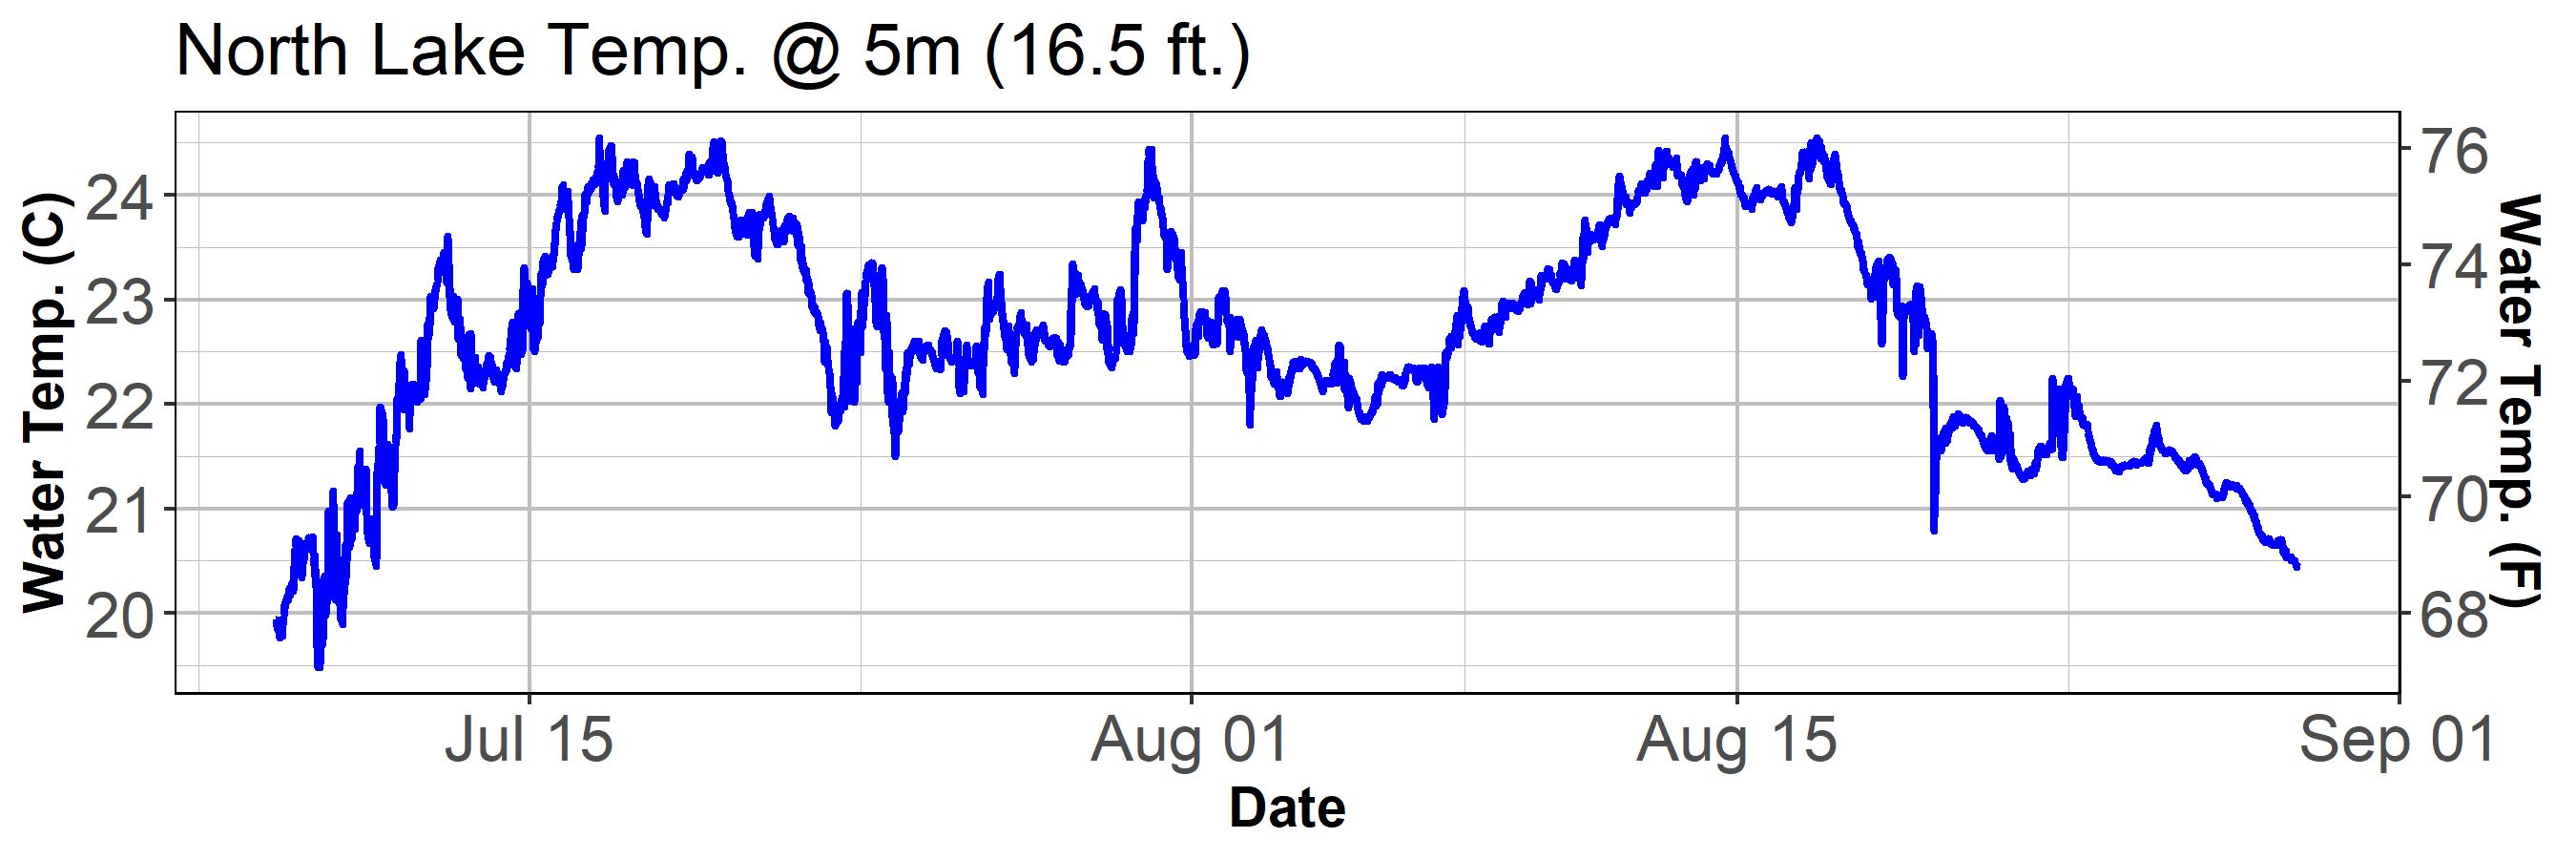 North Lake Temp. @ 5m (16.5 ft.)
Water Temp. (C)
24
23
22
21
20
76
74
72
70
68
Water Temp. (F)
Jul 15
Aug 01
Aug 15
Sep 01
Date